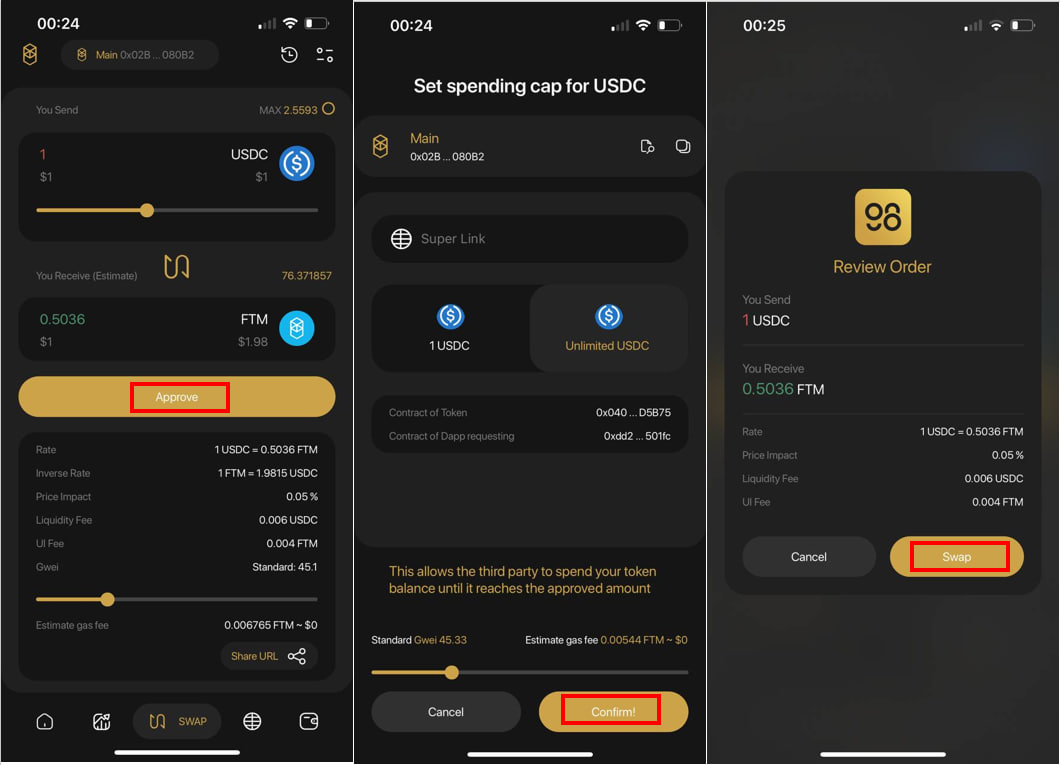 00:24
Main 0x02B ... 080B2
You Send
MAX 2.5593
1
USDC
$1
$1
You Receive (Estimate)
76.371857
0.5036
FTM
$1
$1.98
Approve
Rate
1 USDC = 0.5036 FTM
Inverse Rate
1 FTM = 1.9815 USDC
Price Impact
0.05 %
Liquidity Fee
0.006 USDC
UI Fee
0.004 FTM
Gwei
Standard: 45.1
Estimate gas fee
0.006765 FTM ~ $0
Share URL
SWAP
00:24
Set spending cap for USDC
Main
0x02B ... 080B2
Super Link
1 USDC
Unlimited USDC
Contract of Token
0x040 ... D5B75
Contract of Dapp requesting
0xdd2 ... 501fc
This allows the third party to spend your token
balance until it reaches the approved amount
Standard Gwei 45.33
Estimate gas fee 0.00544 FTM ~ $0
Cancel
Confirm!
00:25
Review Order
You Send
1 USDC
You Receive
0.5036 FTM
Rate
1 USDC = 0.5036 FTM
Price Impact
0.05 %
Liquidity Fee
0.006 USDC
UI Fee
0.004 FTM
Cancel
Swap